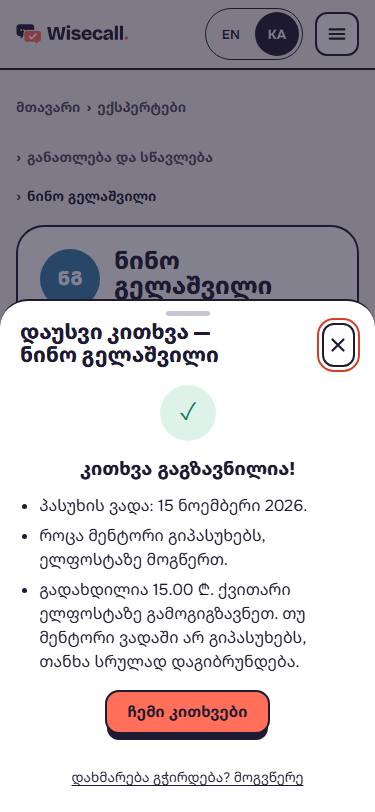 Wisecall.
EN
KA
მთავარი › ექსპერტები
› განათლება და სწავლება
› ნინო გელაშვილი
ნგ
ნინო
გელაშვილი
დაუსვი კითხვა —
ნინო გელაშვილი
✓
კითხვა გაგზავნილია!
• პასუხის ვადა: 15 ნოემბერი 2026.
• როცა მენტორი გიპასუხებს,
ელფოსტაზე მოგწერთ.
• გადახდილია 15.00 ₾. ქვითარი
ელფოსტაზე გამოგიგზავნეთ. თუ
მენტორი ვადაში არ გიპასუხებს,
თანხა სრულად დაგიბრუნდება.
ჩემი კითხვები
დახმარება გჭირდება? მოგვწერე